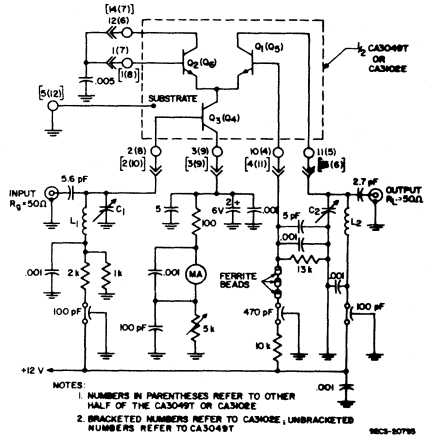 [14(7)]
12(6)
Q1(Q5)
1(7)
[1(8)]
Q2(Q6)
1/2 CA3049T
OR
CA3102E
.005
[5(12)]
SUBSTRATE
Q3(Q4)
2(8)
[2(10)]
3(9)
[3(9)]
10(4)
[4(11)]
11(5)
5.6 pF
2.7 pF
INPUT
Rg=50Ω
OUTPUT
RL=50Ω
L1
C1
5
100
2
+
6V
.001
5 pF
C2
L2
.001
.001
2k
1k
.001
MA
FERRITE
BEADS
13k
.001
100 pF
100 pF
5k
470 pF
100 pF
10k
+12 V
.001
NOTES:
1. NUMBERS IN PARENTHESES REFER TO OTHER
HALF OF THE CA3049T OR CA3102E
2. BRACKETED NUMBERS REFER TO CA3102E; UNBRACKETED
NUMBERS REFER TO CA3049T
92CS-20795